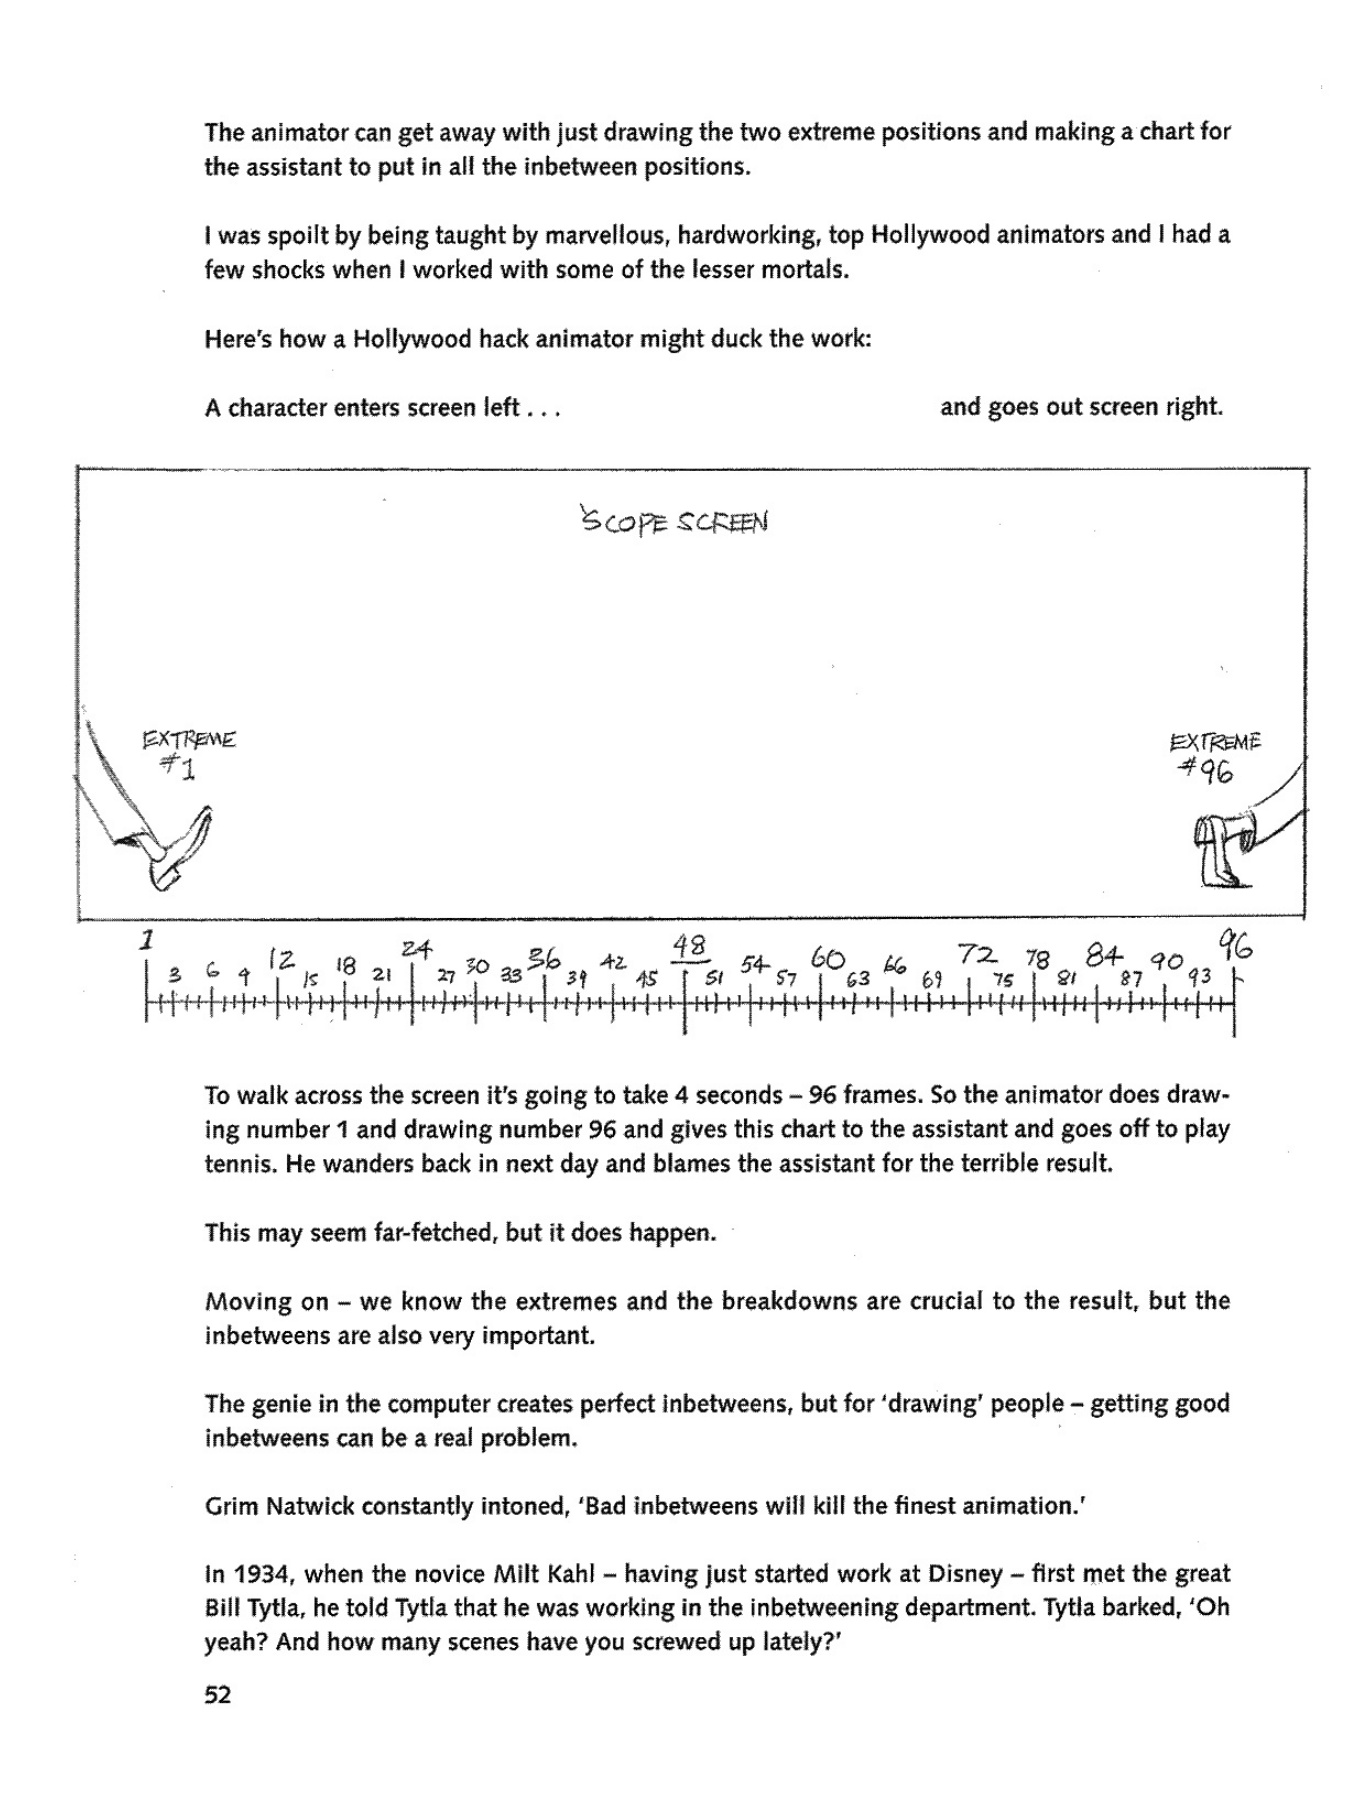 The animator can get away with just drawing the two extreme positions and making a chart for
the assistant to put in all the inbetween positions.
I was spoilt by being taught by marvellous, hardworking, top Hollywood animators and I had a
few shocks when I worked with some of the lesser mortals.
Here's how a Hollywood hack animator might duck the work:
A character enters screen left . . . and goes out screen right.
'SCOPE SCREEN
EXTREME
#1
EXTREME
#96
1 3 6 9 12 15 18 21 24 27 30 33 36 39 42 45 48 51 54 57 60 63 66 69 72 75 78 81 84 87 90 93 96
To walk across the screen it's going to take 4 seconds – 96 frames. So the animator does draw-
ing number 1 and drawing number 96 and gives this chart to the assistant and goes off to play
tennis. He wanders back in next day and blames the assistant for the terrible result.
This may seem far-fetched, but it does happen.
Moving on – we know the extremes and the breakdowns are crucial to the result, but the
inbetweens are also very important.
The genie in the computer creates perfect inbetweens, but for 'drawing' people – getting good
inbetweens can be a real problem.
Grim Natwick constantly intoned, 'Bad inbetweens will kill the finest animation.'
In 1934, when the novice Milt Kahl – having just started work at Disney – first met the great
Bill Tytla, he told Tytla that he was working in the inbetweening department. Tytla barked, 'Oh
yeah? And how many scenes have you screwed up lately?'
52